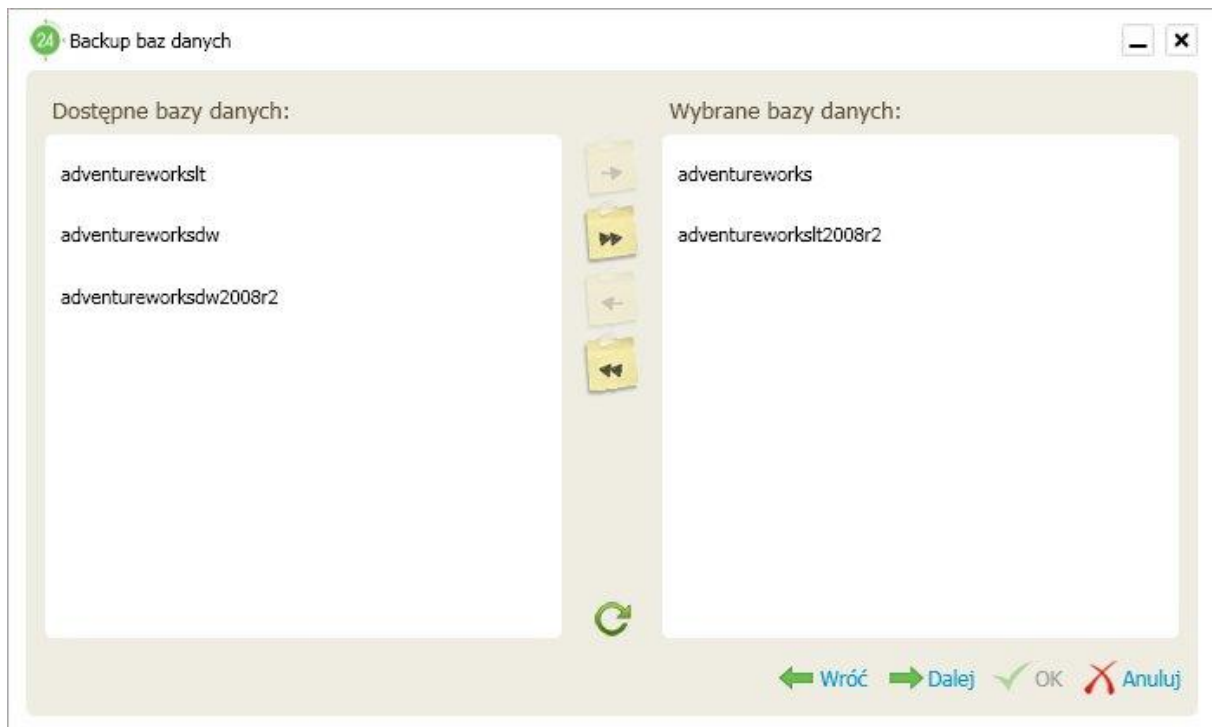 24 Backup baz danych
Dostępne bazy danych:
adventureworkslt
adventureworksdw
adventureworksdw2008r2
Wybrane bazy danych:
adventureworks
adventureworkslt2008r2
Wróć Dalej OK Anuluj